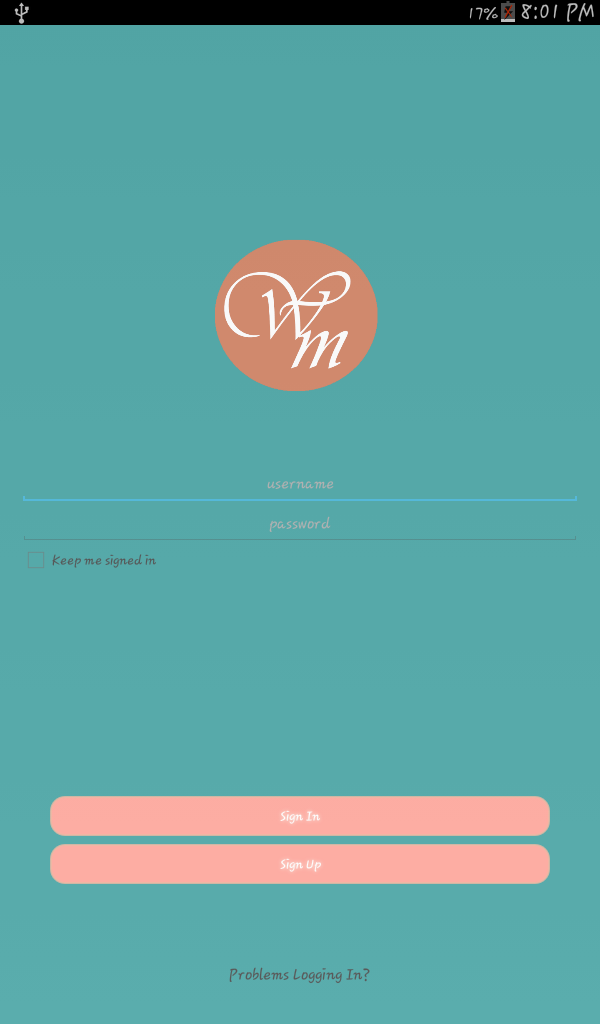 17% 8:01 PM
Wm
username
password
Keep me signed in
Sign In
Sign Up
Problems Logging In?